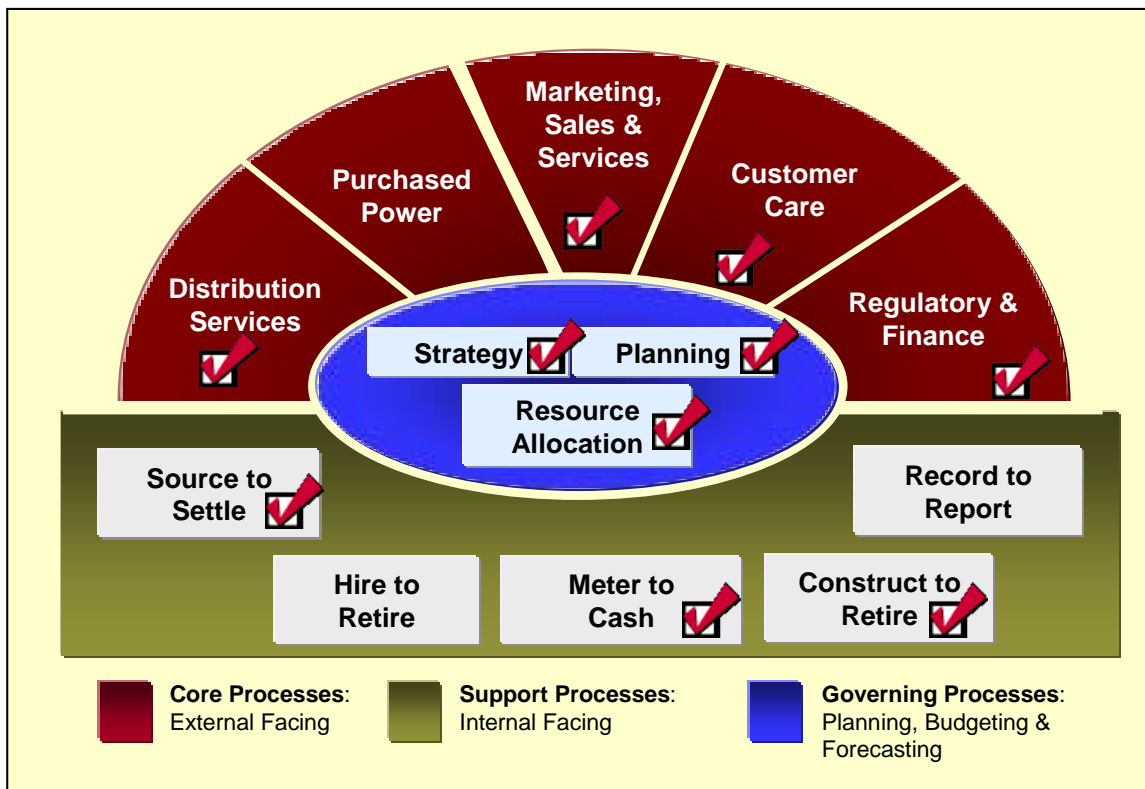 Marketing,
Sales &
Services
Purchased
Power
Customer
Care
Distribution
Services
Regulatory &
Finance
Strategy
Planning
Resource
Allocation
Source to
Settle
Record to
Report
Hire to
Retire
Meter to
Cash
Construct to
Retire
Core Processes:
External Facing
Support Processes:
Internal Facing
Governing Processes:
Planning, Budgeting &
Forecasting